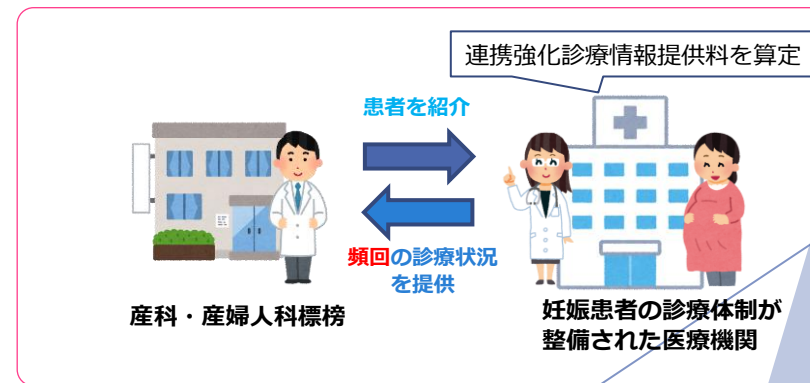 連携強化診療情報提供料を算定
患者を紹介
頻回の診療状況
を提供
産科・産婦人科標榜
妊娠患者の診療体制が
整備された医療機関